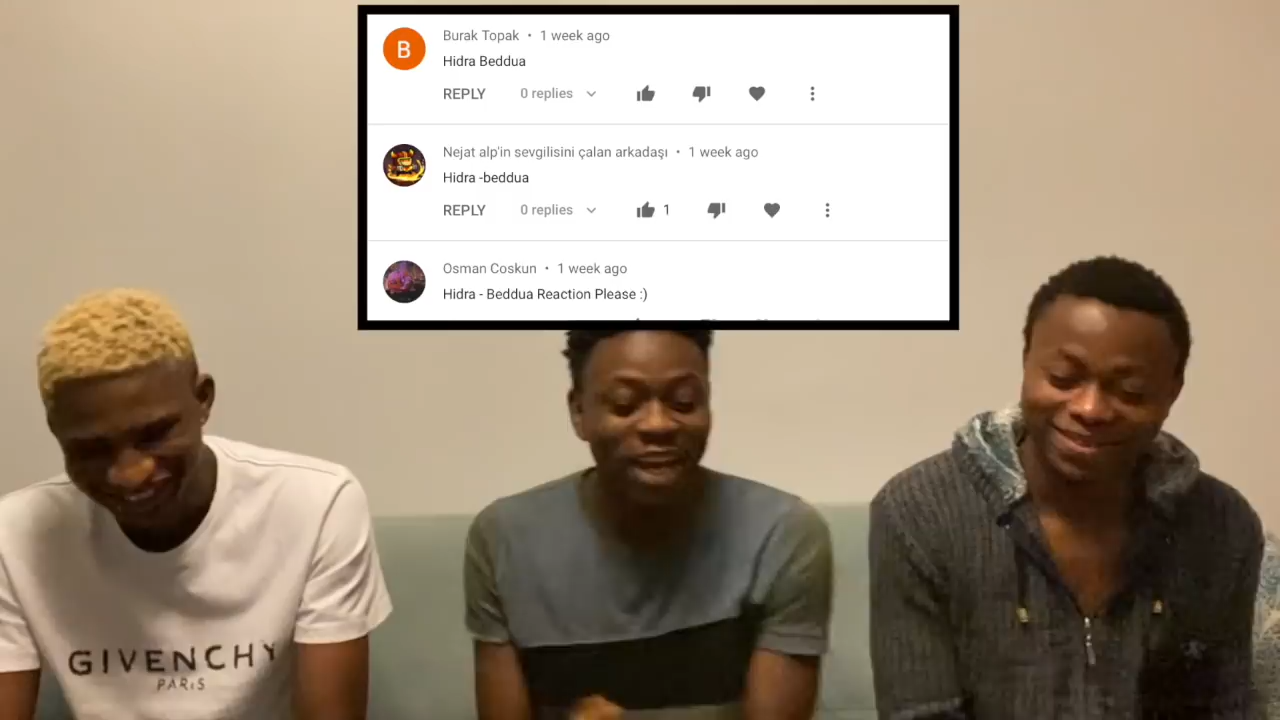 B
Burak Topak • 1 week ago
Hidra Beddua
REPLY 0 replies
Nejat alp'in sevgilisini çalan arkadaşı • 1 week ago
Hidra -beddua
REPLY 0 replies 1
Osman Coskun • 1 week ago
Hidra - Beddua Reaction Please :)
GIVENCHY
PARIS